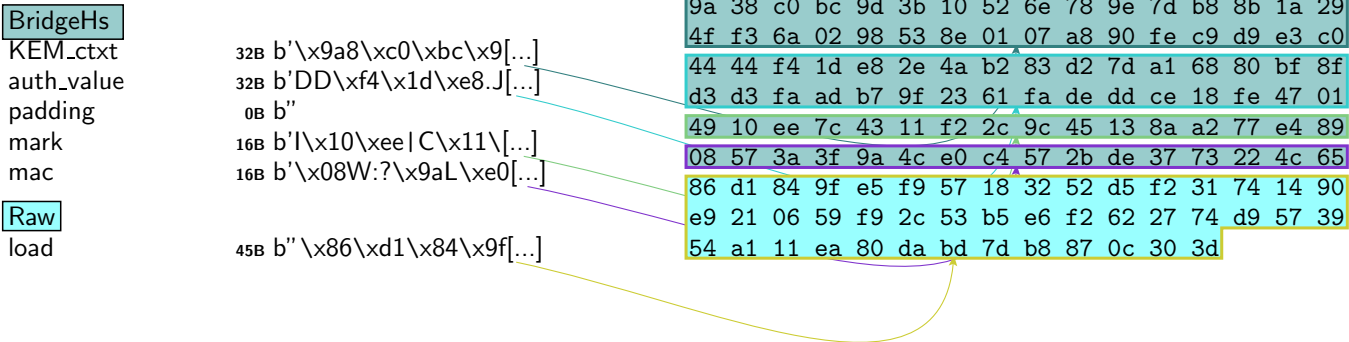 BridgeHs
KEM_ctxt 32B b'\x9a8\xc0\xbc\x9[...]
auth_value 32B b'DD\xf4\x1d\xe8.J[...]
padding 0B b''
mark 16B b'I\x10\xee|C\x11\[...]
mac 16B b'\x08W:?\x9aL\xe0[...]
Raw
load 45B b''\x86\xd1\x84\x9f[...]
9a 38 c0 bc 9d 3b 10 52 6e 78 9e 7d b8 8b 1a 29
4f f3 6a 02 98 53 8e 01 07 a8 90 fe c9 d9 e3 c0
44 44 f4 1d e8 2e 4a b2 83 d2 7d a1 68 80 bf 8f
d3 d3 fa ad b7 9f 23 61 fa de dd ce 18 fe 47 01
49 10 ee 7c 43 11 f2 2c 9c 45 13 8a a2 77 e4 89
08 57 3a 3f 9a 4c e0 c4 57 2b de 37 73 22 4c 65
86 d1 84 9f e5 f9 57 18 32 52 d5 f2 31 74 14 90
e9 21 06 59 f9 2c 53 b5 e6 f2 62 27 74 d9 57 39
54 a1 11 ea 80 da bd 7d b8 87 0c 30 3d